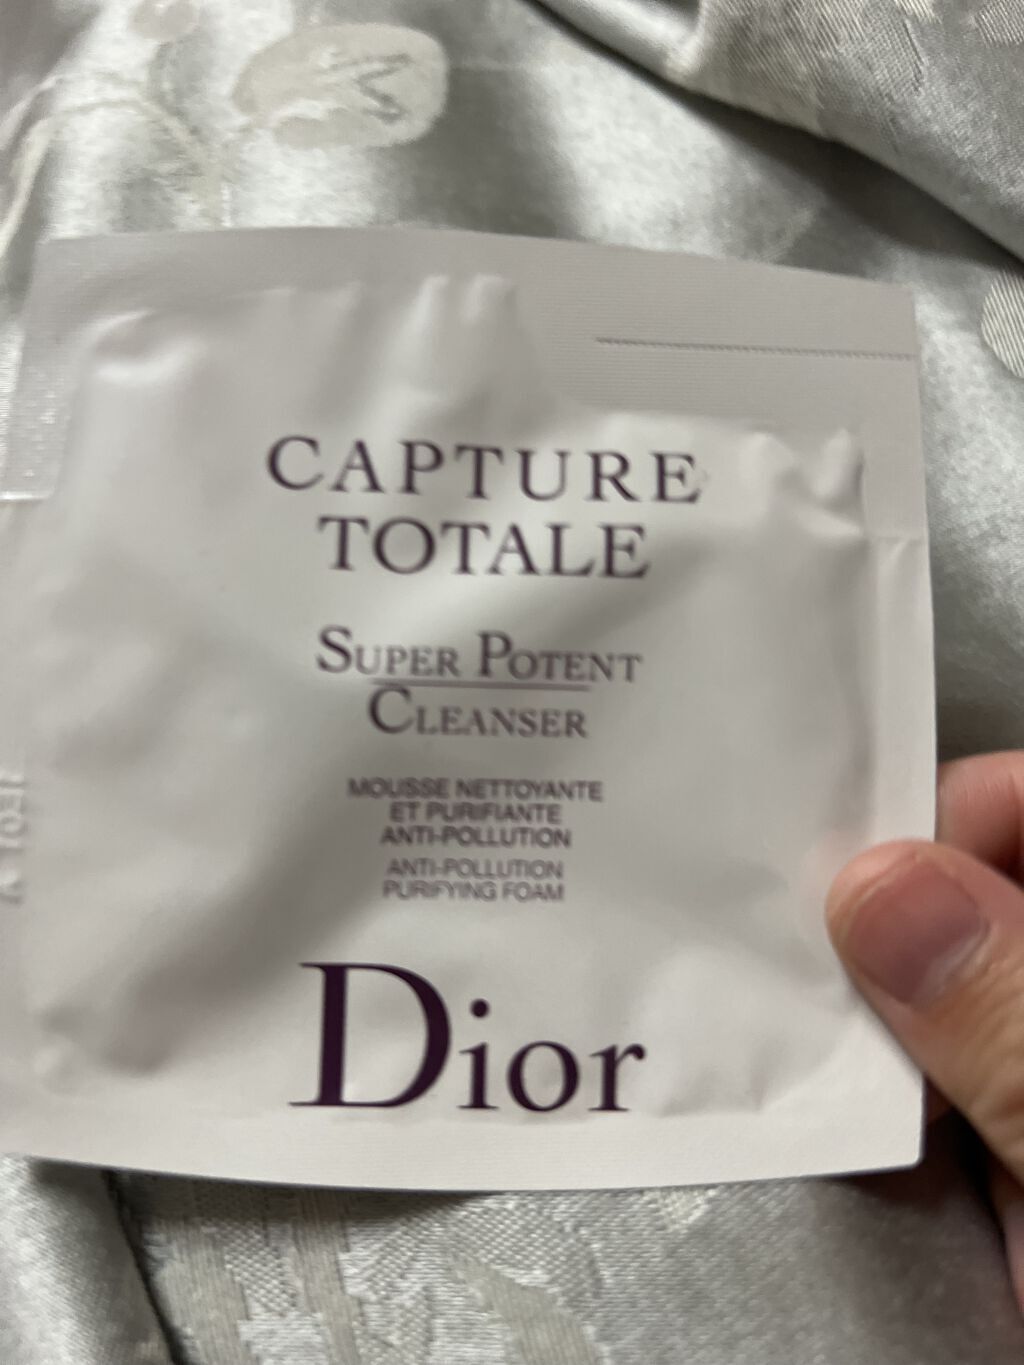 CAPTURE
TOTALE
SUPER POTENT
CLEANSER
MOUSSE NETTOYANTE
ET PURIFIANTE
ANTI-POLLUTION
ANTI-POLLUTION
PURIFYING FOAM
Dior